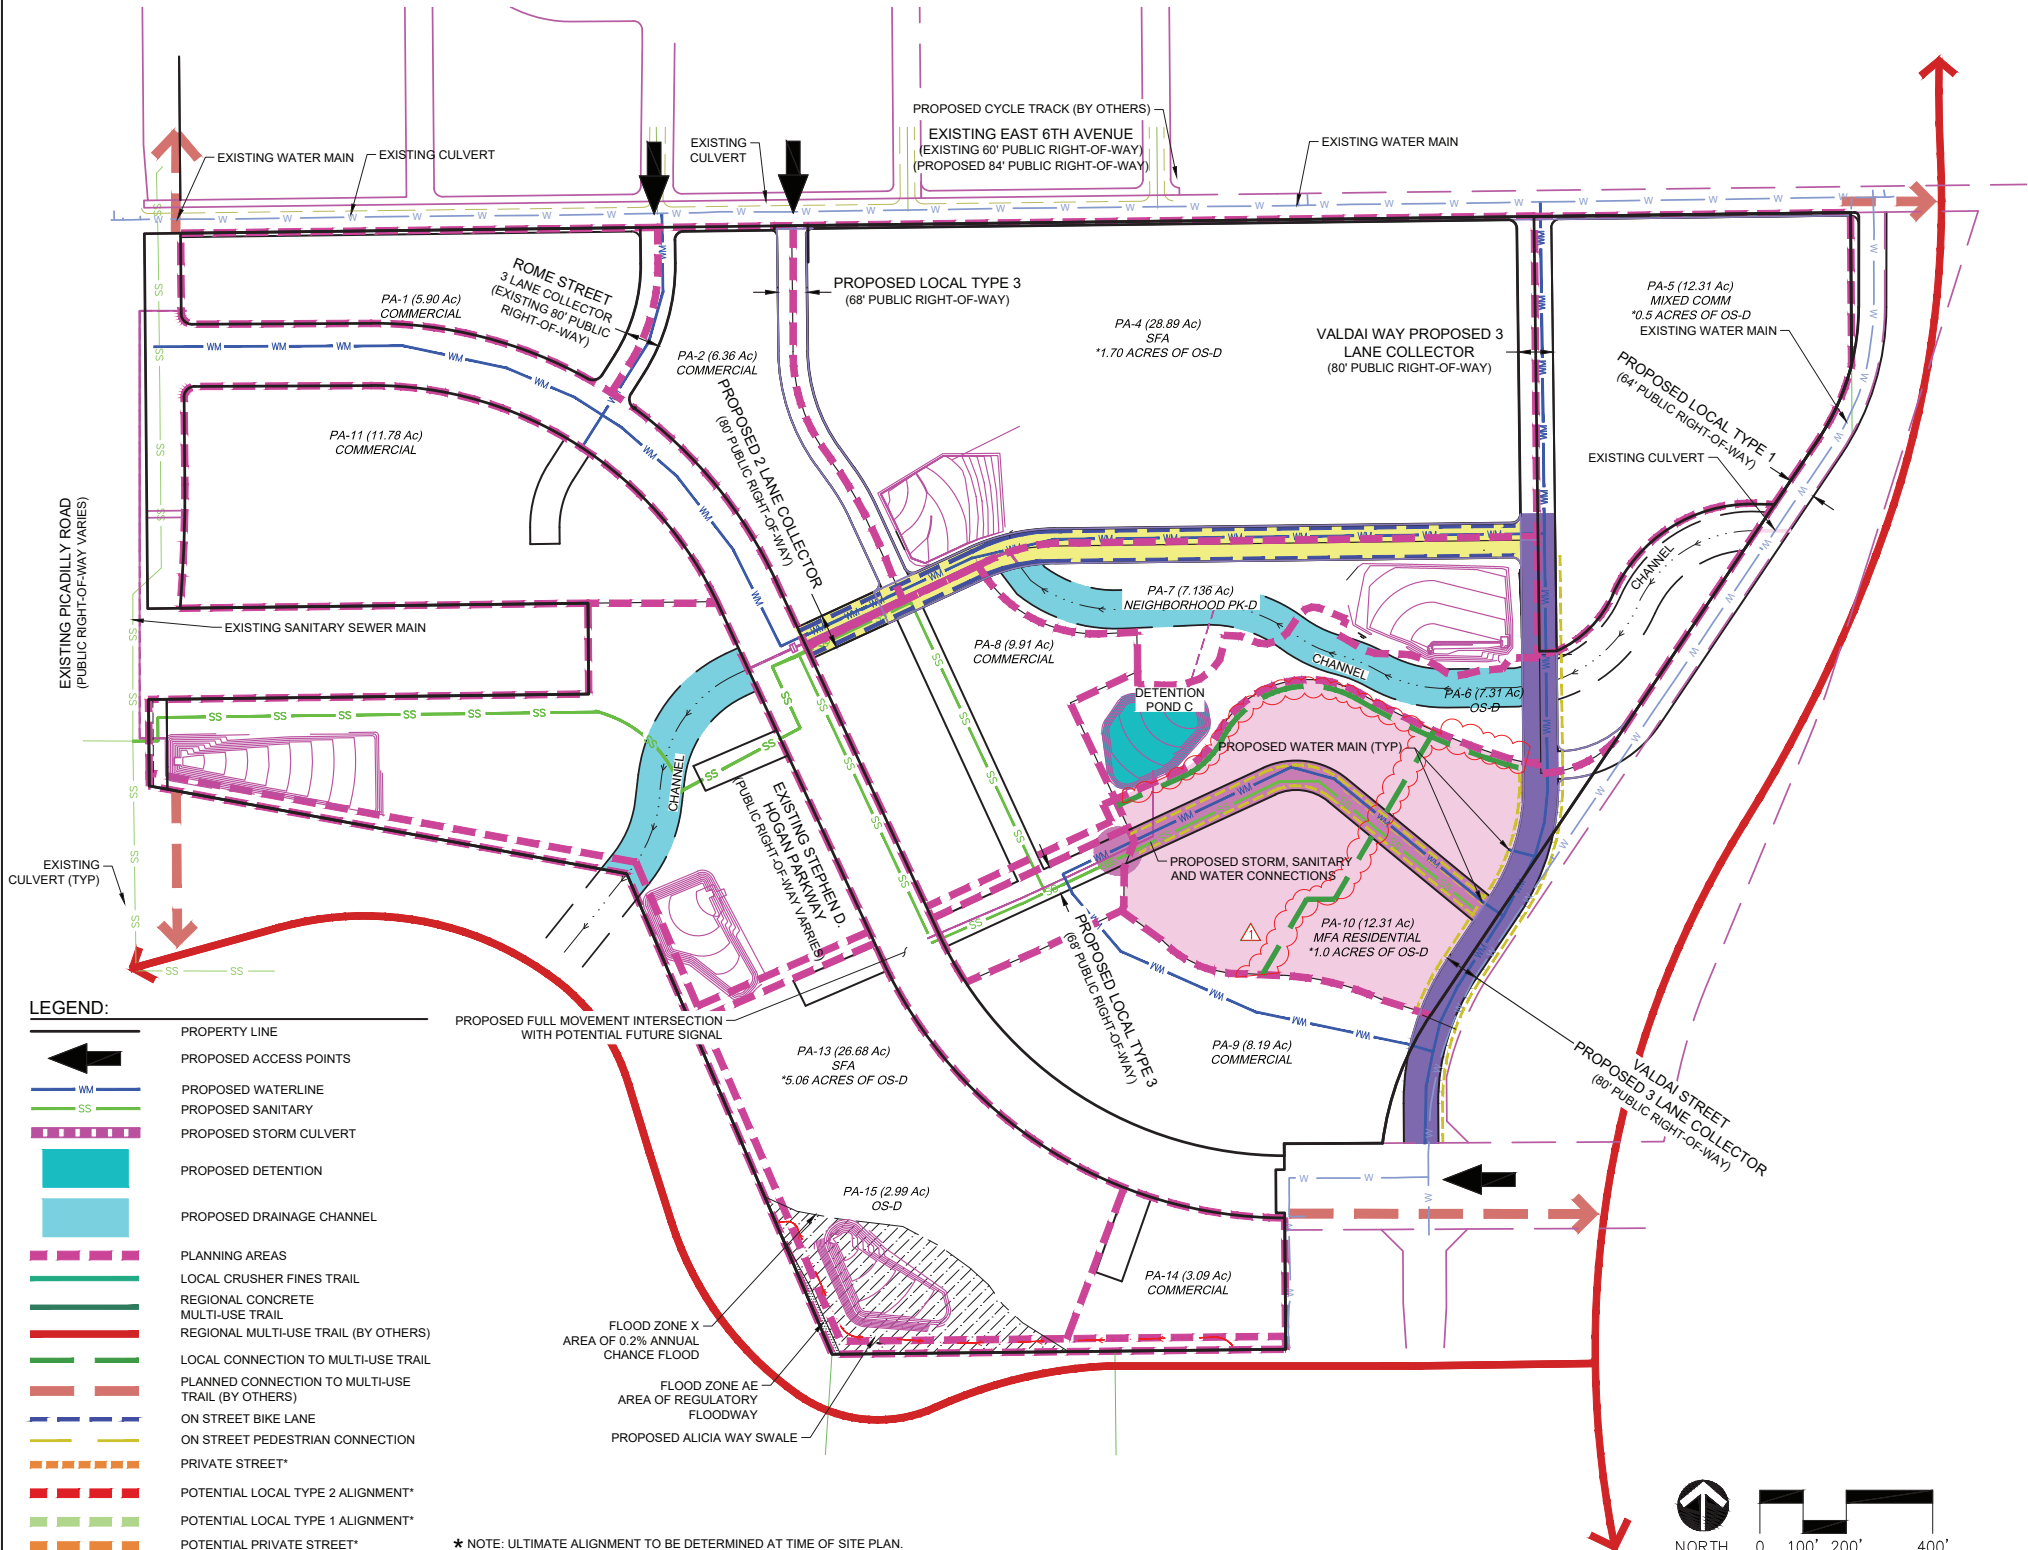 PROPOSED CYCLE TRACK (BY OTHERS)
EXISTING EAST 6TH AVENUE
(EXISTING 60' PUBLIC RIGHT-OF-WAY)
(PROPOSED 84' PUBLIC RIGHT-OF-WAY)
EXISTING WATER MAIN
EXISTING CULVERT
EXISTING
CULVERT
EXISTING WATER MAIN
ROME STREET
3 LANE COLLECTOR
(EXISTING 80' PUBLIC
RIGHT-OF-WAY)
PA-1 (5.90 Ac)
COMMERCIAL
PROPOSED LOCAL TYPE 3
(68' PUBLIC RIGHT-OF-WAY)
PA-2 (6.36 Ac)
COMMERCIAL
PA-4 (28.89 Ac)
SFA
*1.70 ACRES OF OS-D
VALDAI WAY PROPOSED 3
LANE COLLECTOR
(80' PUBLIC RIGHT-OF-WAY)
PA-5 (12.31 Ac)
MIXED COMM
*0.5 ACRES OF OS-D
EXISTING WATER MAIN
PROPOSED LOCAL TYPE 1
(64' PUBLIC RIGHT-OF-WAY)
EXISTING CULVERT
PA-11 (11.78 Ac)
COMMERCIAL
PROPOSED 2 LANE COLLECTOR
(80' PUBLIC RIGHT-OF-WAY)
EXISTING PICADILLY ROAD
(PUBLIC RIGHT-OF-WAY VARIES)
EXISTING SANITARY SEWER MAIN
CHANNEL
PA-7 (7.136 Ac)
NEIGHBORHOOD PK-D
PA-8 (9.91 Ac)
COMMERCIAL
CHANNEL
PA-6 (7.31 Ac)
OS-D
DETENTION
POND C
PROPOSED WATER MAIN (TYP)
CHANNEL
EXISTING STEPHEN D.
HOGAN PARKWAY
(PUBLIC RIGHT-OF-WAY VARRIES)
EXISTING
CULVERT (TYP)
PROPOSED STORM, SANITARY
AND WATER CONNECTIONS
PA-10 (12.31 Ac)
MFA RESIDENTIAL
*1.0 ACRES OF OS-D
1
PROPOSED LOCAL TYPE 3
(68' PUBLIC RIGHT-OF-WAY)
PROPOSED FULL MOVEMENT INTERSECTION
WITH POTENTIAL FUTURE SIGNAL
PA-13 (26.68 Ac)
SFA
*5.06 ACRES OF OS-D
PA-9 (8.19 Ac)
COMMERCIAL
VALDAI STREET
PROPOSED 3 LANE COLLECTOR
(80' PUBLIC RIGHT-OF-WAY)
PA-15 (2.99 Ac)
OS-D
PA-14 (3.09 Ac)
COMMERCIAL
FLOOD ZONE X
AREA OF 0.2% ANNUAL
CHANCE FLOOD
FLOOD ZONE AE
AREA OF REGULATORY
FLOODWAY
PROPOSED ALICIA WAY SWALE
LEGEND:
PROPERTY LINE
PROPOSED ACCESS POINTS
WM PROPOSED WATERLINE
SS PROPOSED SANITARY
PROPOSED STORM CULVERT
PROPOSED DETENTION
PROPOSED DRAINAGE CHANNEL
PLANNING AREAS
LOCAL CRUSHER FINES TRAIL
REGIONAL CONCRETE
MULTI-USE TRAIL
REGIONAL MULTI-USE TRAIL (BY OTHERS)
LOCAL CONNECTION TO MULTI-USE TRAIL
PLANNED CONNECTION TO MULTI-USE
TRAIL (BY OTHERS)
ON STREET BIKE LANE
ON STREET PEDESTRIAN CONNECTION
PRIVATE STREET*
POTENTIAL LOCAL TYPE 2 ALIGNMENT*
POTENTIAL LOCAL TYPE 1 ALIGNMENT*
POTENTIAL PRIVATE STREET*
* NOTE: ULTIMATE ALIGNMENT TO BE DETERMINED AT TIME OF SITE PLAN.
NORTH
0 100' 200' 400'